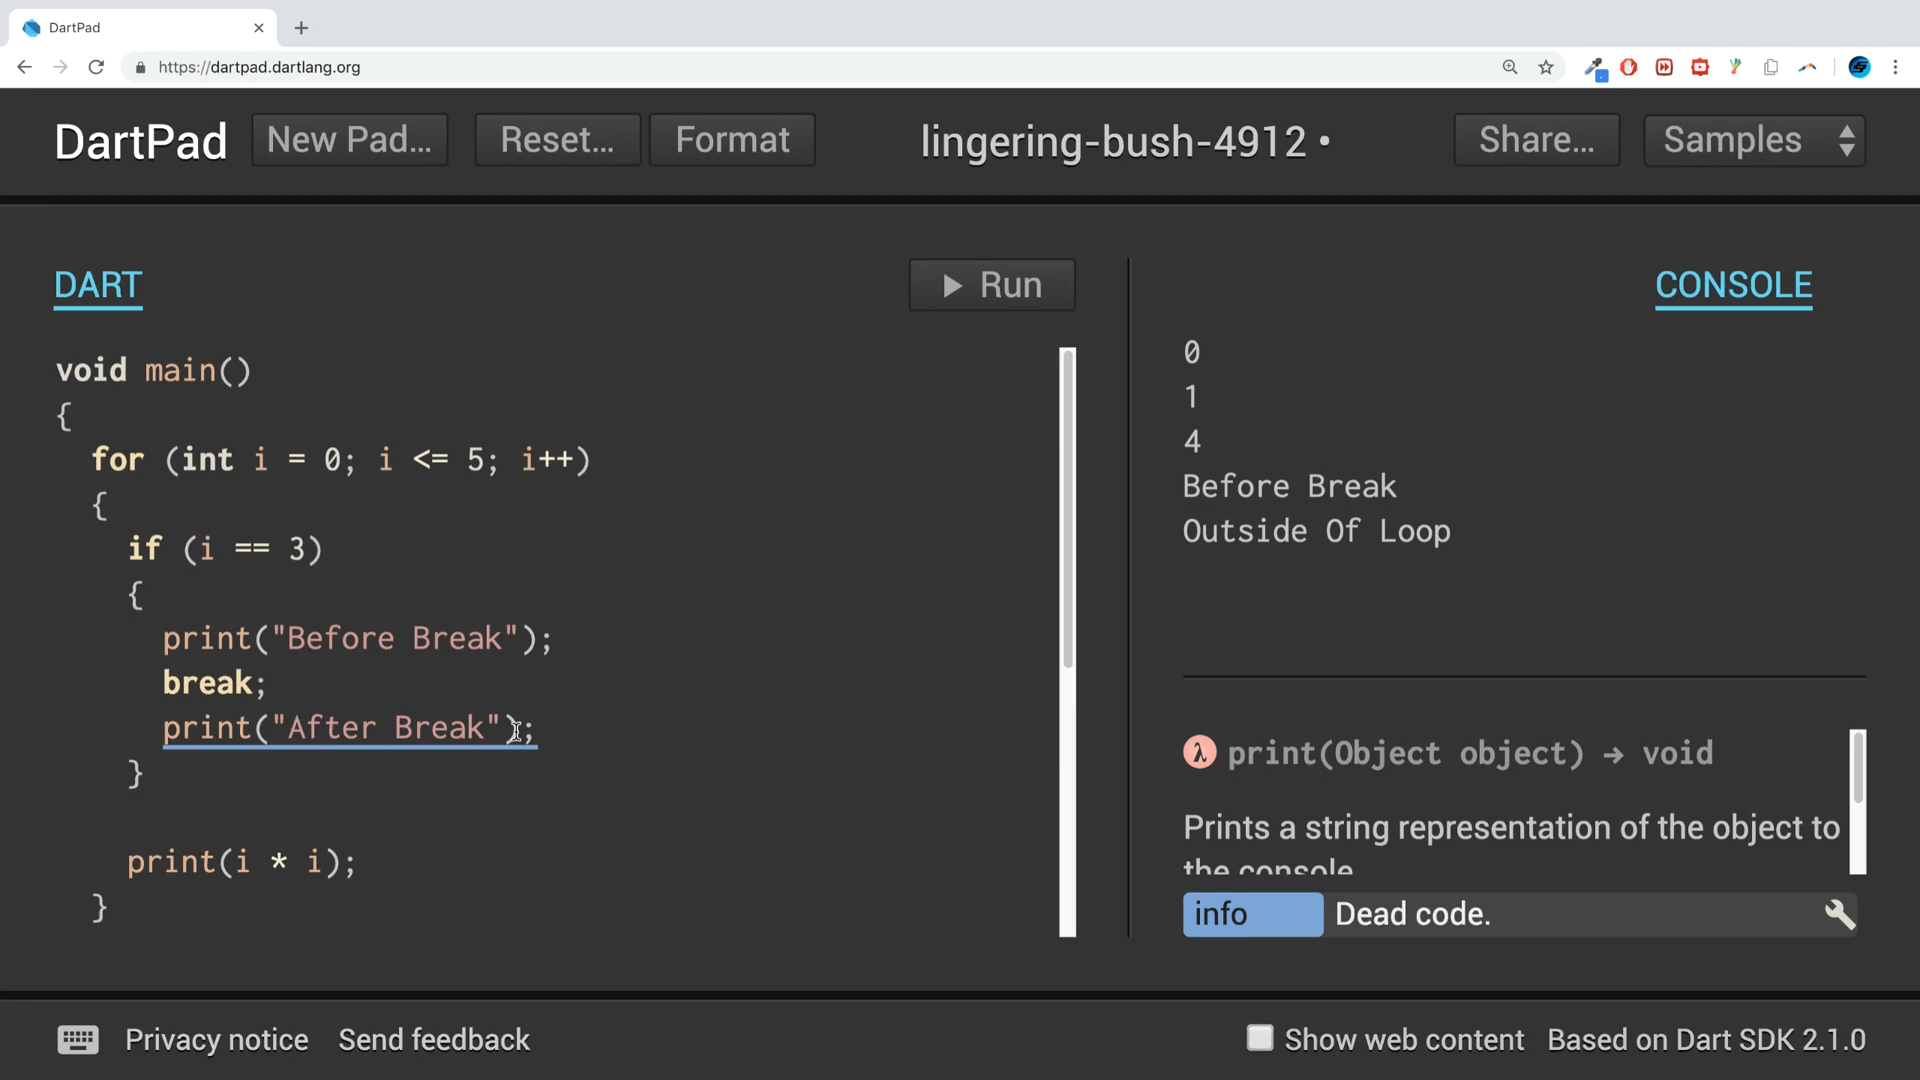 DartPad
https://dartpad.dartlang.org
DartPad
New Pad...
Reset...
Format
lingering-bush-4912 •
Share...
Samples
DART
Run
CONSOLE
void main()
{
for (int i = 0; i <= 5; i++)
{
if (i == 3)
{
print("Before Break");
break;
print("After Break");
}
print(i * i);
}
0
1
4
Before Break
Outside Of Loop
λ print(Object object) → void
Prints a string representation of the object to
the console
info Dead code.
Privacy notice
Send feedback
Show web content
Based on Dart SDK 2.1.0